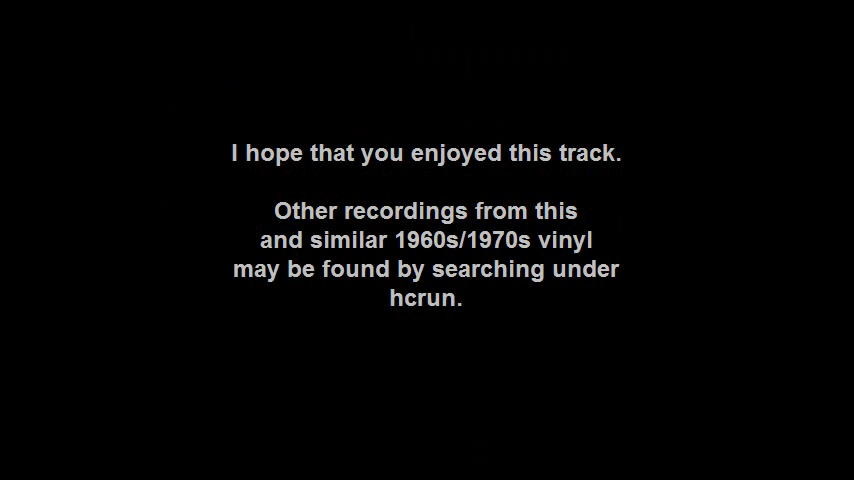 I hope that you enjoyed this track.
Other recordings from this
and similar 1960s/1970s vinyl
may be found by searching under
hcrun.